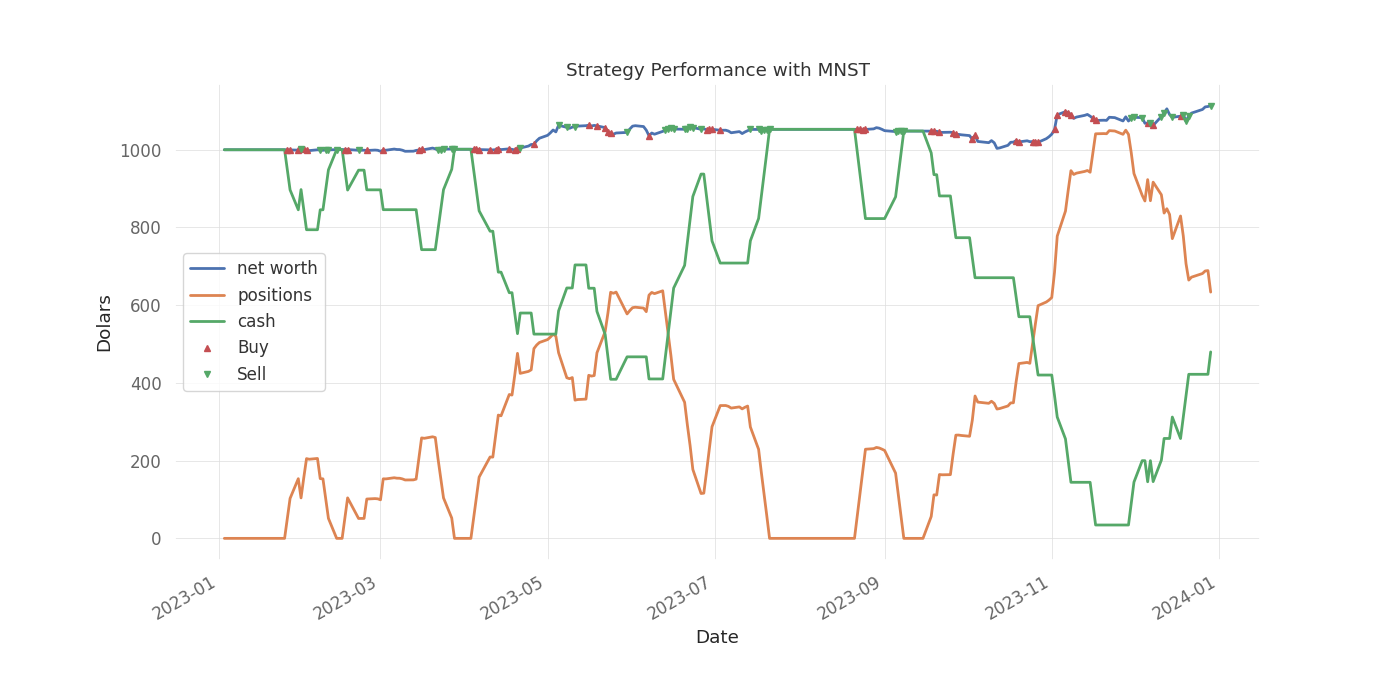 Strategy Performance with MNST
Dolars
1000
800
600
400
200
0
net worth
positions
cash
Buy
Sell
2023-01
2023-03
2023-05
2023-07
2023-09
2023-11
2024-01
Date